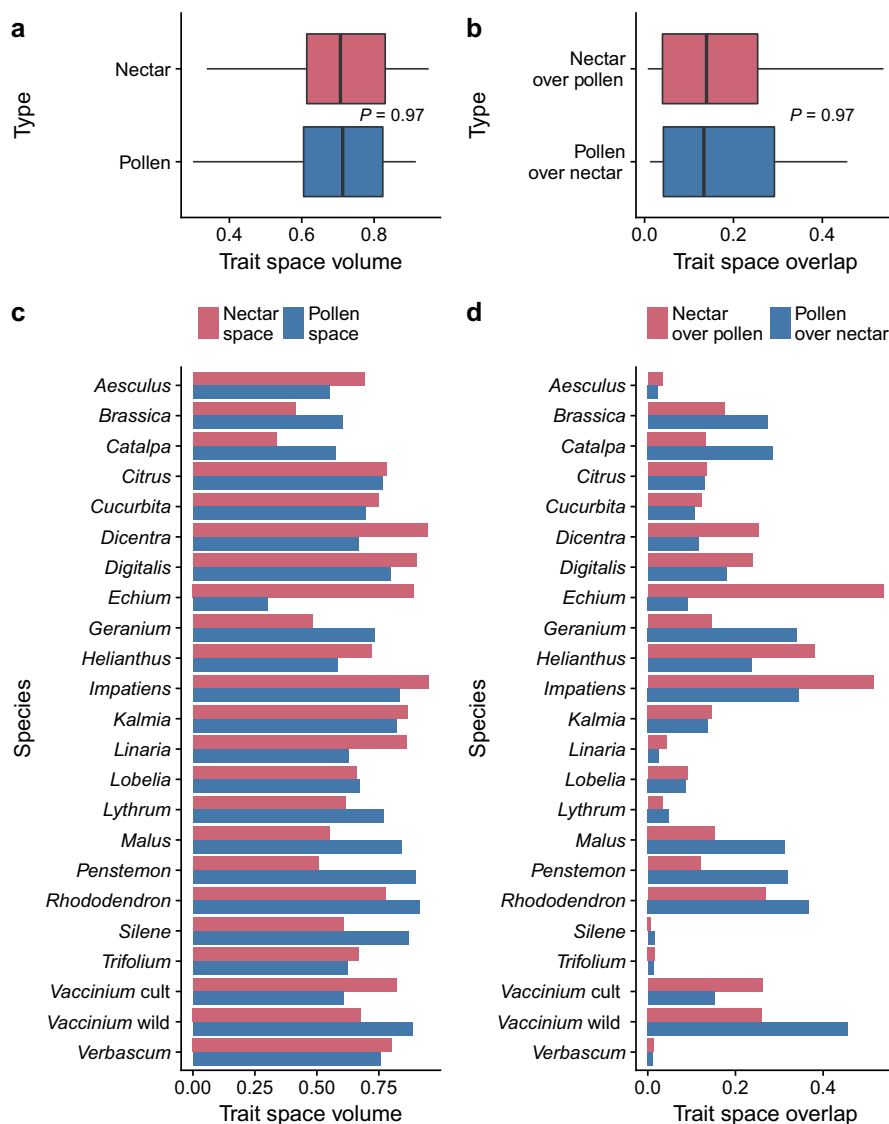 a
Type
Nectar
Pollen
P = 0.97
0.4 0.6 0.8
Trait space volume
b
Type
Nectar
over pollen
Pollen
over nectar
P = 0.97
0.0 0.2 0.4
Trait space overlap
c
Nectar
space
Pollen
space
Species
Aesculus
Brassica
Catalpa
Citrus
Cucurbita
Dicentra
Digitalis
Echium
Geranium
Helianthus
Impatiens
Kalmia
Linaria
Lobelia
Lythrum
Malus
Penstemon
Rhododendron
Silene
Trifolium
Vaccinium cult
Vaccinium wild
Verbascum
0.00 0.25 0.50 0.75
Trait space volume
d
Nectar
over pollen
Pollen
over nectar
Species
Aesculus
Brassica
Catalpa
Citrus
Cucurbita
Dicentra
Digitalis
Echium
Geranium
Helianthus
Impatiens
Kalmia
Linaria
Lobelia
Lythrum
Malus
Penstemon
Rhododendron
Silene
Trifolium
Vaccinium cult
Vaccinium wild
Verbascum
0.0 0.2 0.4
Trait space overlap